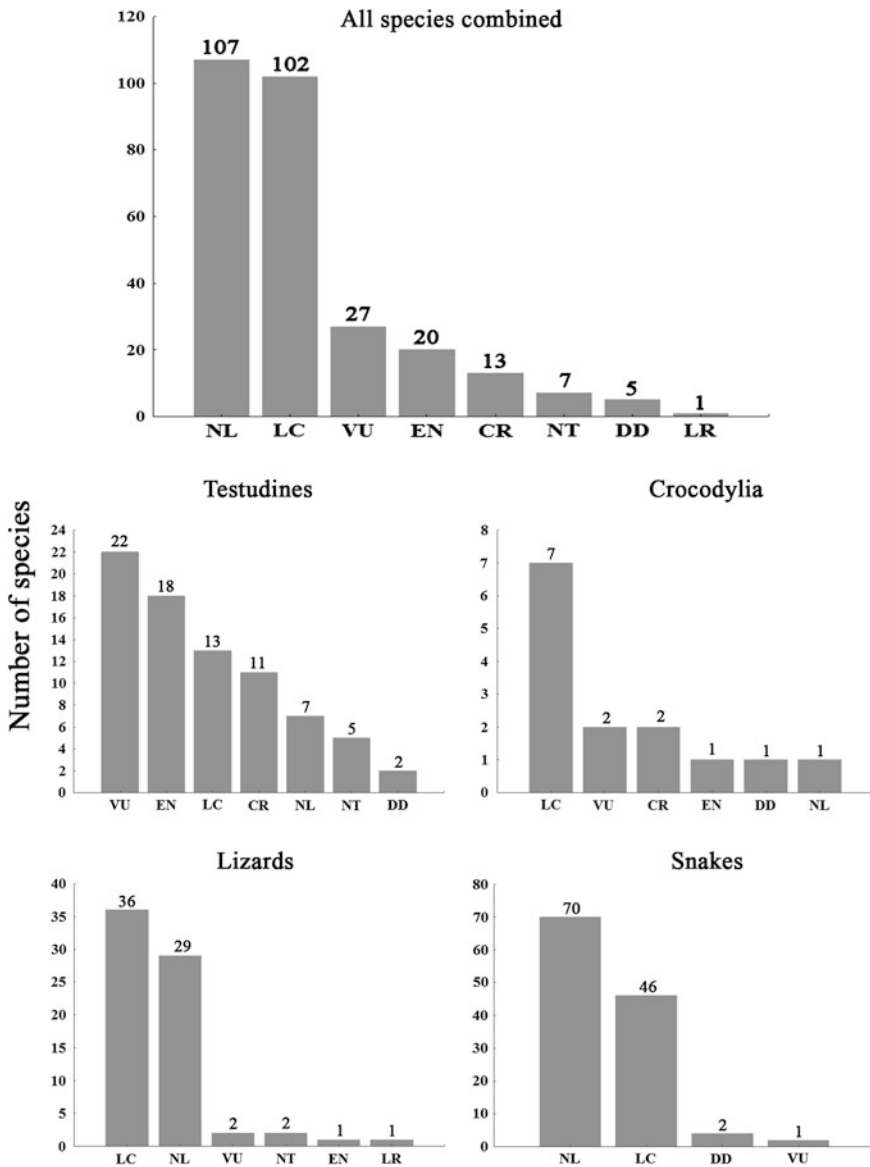 All species combined
120
100
80
60
40
20
0
107 102 27 20 13 7 5 1
NL LC VU EN CR NT DD LR
Number of species
Testudines
24
22
20
18
16
14
12
10
8
6
4
2
0
22 18 13 11 7 5 2
VU EN LC CR NL NT DD
Crocodylia
8
7
6
5
4
3
2
1
0
7 2 2 1 1 1
LC VU CR EN DD NL
Lizards
40
35
30
25
20
15
10
5
0
36 29 2 2 1 1
LC NL VU NT EN LR
Snakes
80
70
60
50
40
30
20
10
0
70 46 2 1
NL LC DD VU